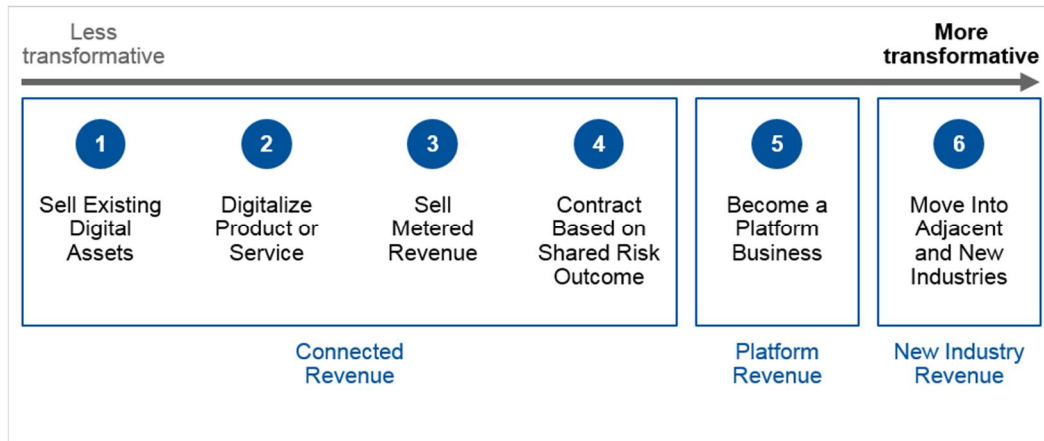 Less
transformative
More
transformative
1
Sell Existing
Digital
Assets
2
Digitalize
Product or
Service
3
Sell
Metered
Revenue
4
Contract
Based on
Shared Risk
Outcome
5
Become a
Platform
Business
6
Move Into
Adjacent
and New
Industries
Connected
Revenue
Platform
Revenue
New Industry
Revenue